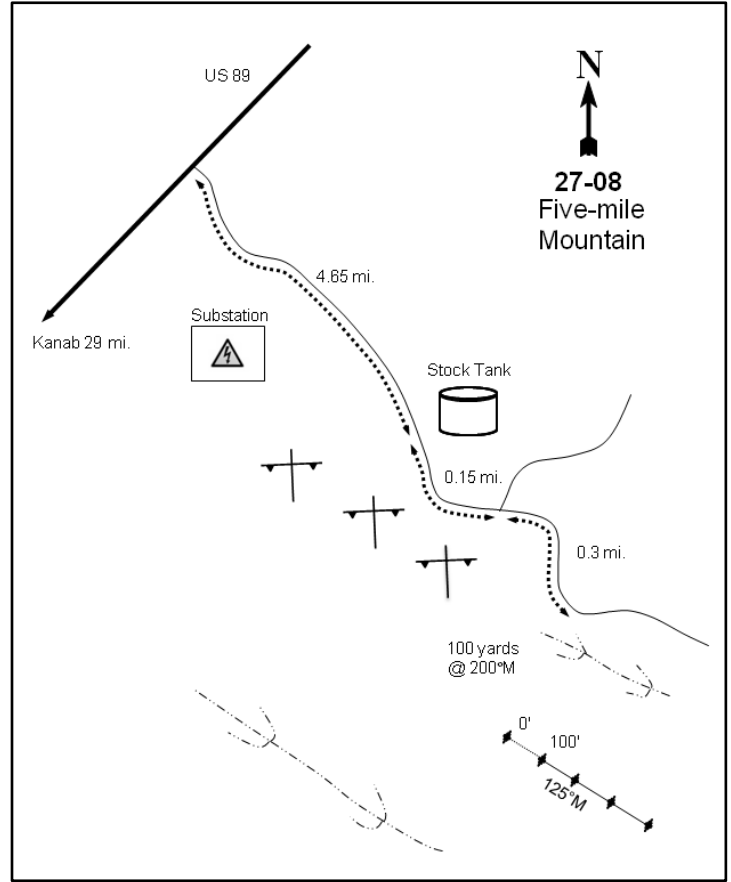 US 89
N
27-08
Five-mile
Mountain
4.65 mi.
Substation
Kanab 29 mi.
Stock Tank
0.15 mi.
0.3 mi.
100 yards
@ 200°M
0'
100'
125°M